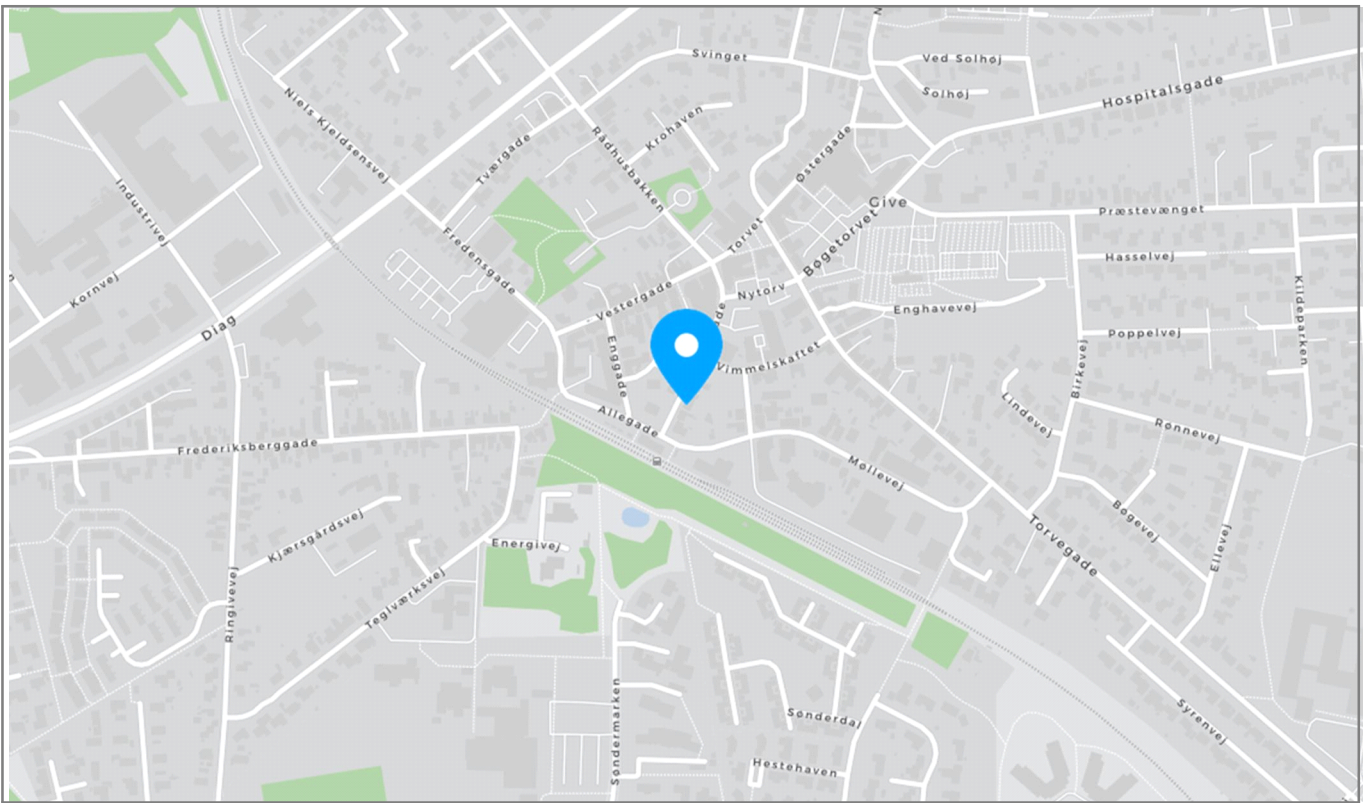 Svinget
Ved Solhøj
Solhøj
Hospitalsgade
Niels Kjeldsensvej
Krohaven
Rådhusbakken
Tværgade
Østergade
Industrivej
Give
Præstevænget
Torvet
Bøgetorvet
Fredensgade
Hasselvej
Kornvej
Vestergade
Nytorv
Enghavevej
Kildeparken
Diag
ade
Poppelvej
Enggade
Vimmelskaftet
Birkevej
Lindevej
Allegade
Rønnevej
Frederiksberggade
Møllevej
Bøgevej
Kjærsgårdsvej
Energivej
Torvegade
Ellevej
Ringivevej
Teglværksvej
Søndermarken
Sønderdal
Syrenvej
Hestehaven